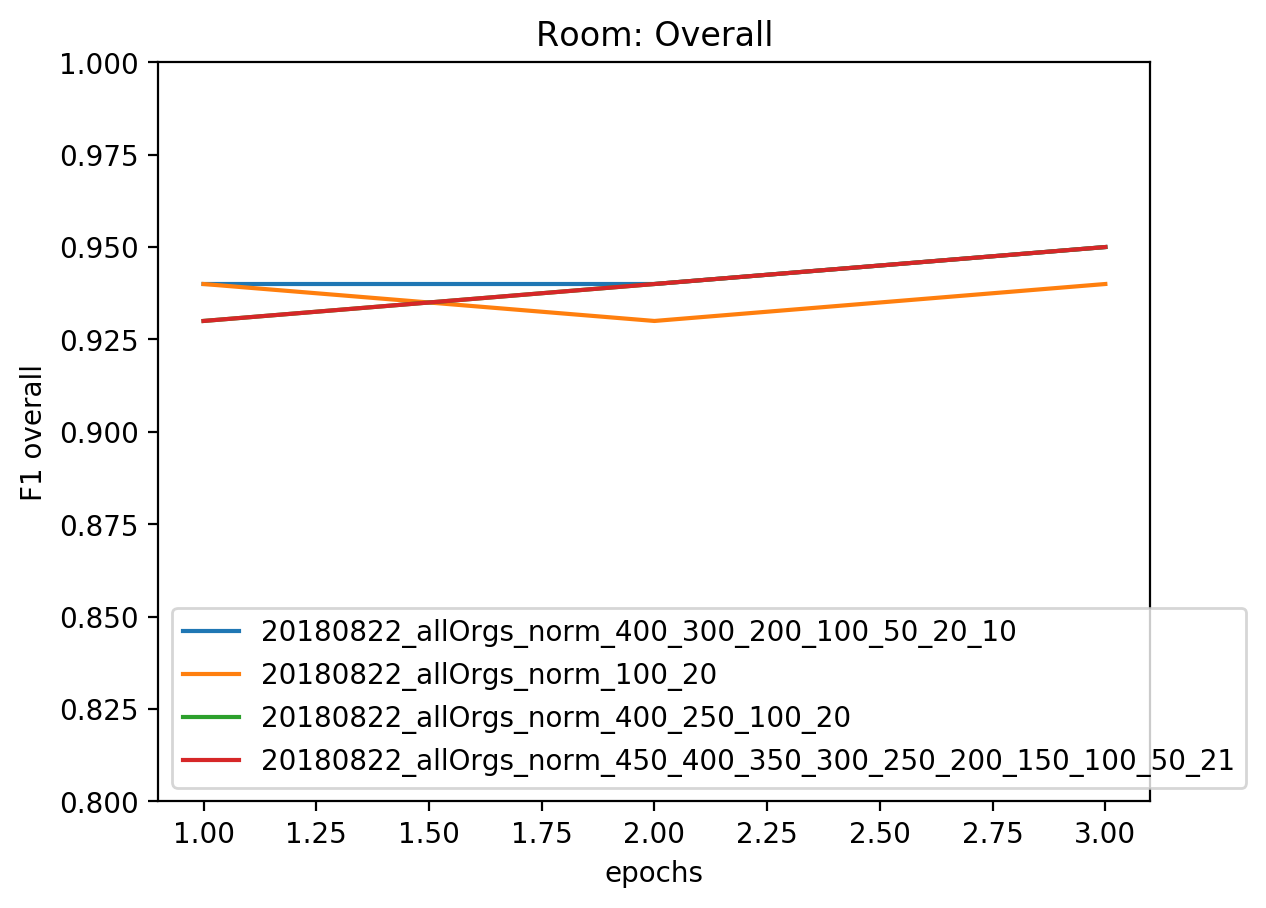 Room: Overall
1.000
0.975
0.950
0.925
0.900
0.875
0.850
0.825
0.800
F1 overall
20180822_allOrgs_norm_400_300_200_100_50_20_10
20180822_allOrgs_norm_100_20
20180822_allOrgs_norm_400_250_100_20
20180822_allOrgs_norm_450_400_350_300_250_200_150_100_50_21
1.00 1.25 1.50 1.75 2.00 2.25 2.50 2.75 3.00
epochs